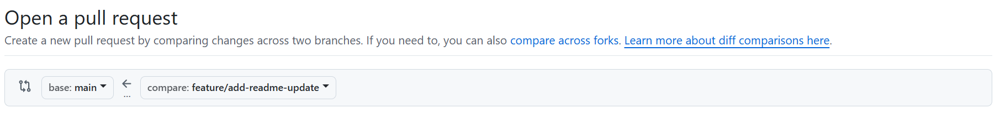 Open a pull request
Create a new pull request by comparing changes across two branches. If you need to, you can also compare across forks. Learn more about diff comparisons here.
base: main ← compare: feature/add-readme-update
...